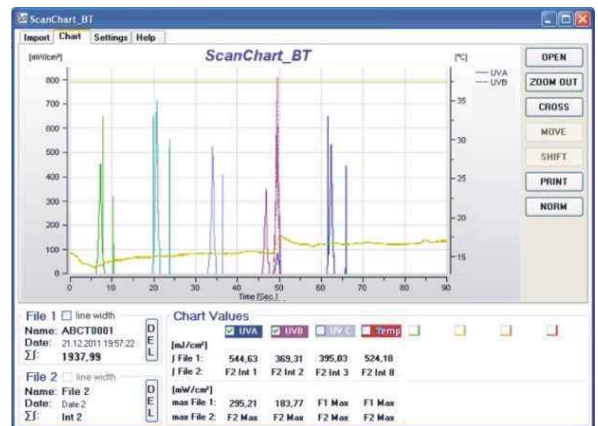 ScanChart_BT
Import Chart Settings Help
[mW/cm²] ScanChart_BT [°C]
UVA
UVB
800
700
600
500
400
300
200
100
0
35
30
25
20
15
0 10 20 30 40 50 60 70 80 90
Time [Sec.]
OPEN
ZOOM OUT
CROSS
MOVE
SHIFT
PRINT
NORM
File 1 line width
Name: ABCT0001
Date: 21.12.2011 19:57:22
Σ∫: 1937,99
DEL
File 2 line width
Name: File 2
Date: Date 2
Σ∫: Int 2
DEL
Chart Values
UVA UVB UV C Temp
[mJ/cm²]
∫ File 1: 544,63 369,31 395,03 524,18
∫ File 2: F2 Int 1 F2 Int 2 F2 Int 3 F2 Int 8
[mW/cm²]
max File 1: 295,21 183,77 F1 Max F1 Max
max File 2: F2 Max F2 Max F2 Max F2 Max